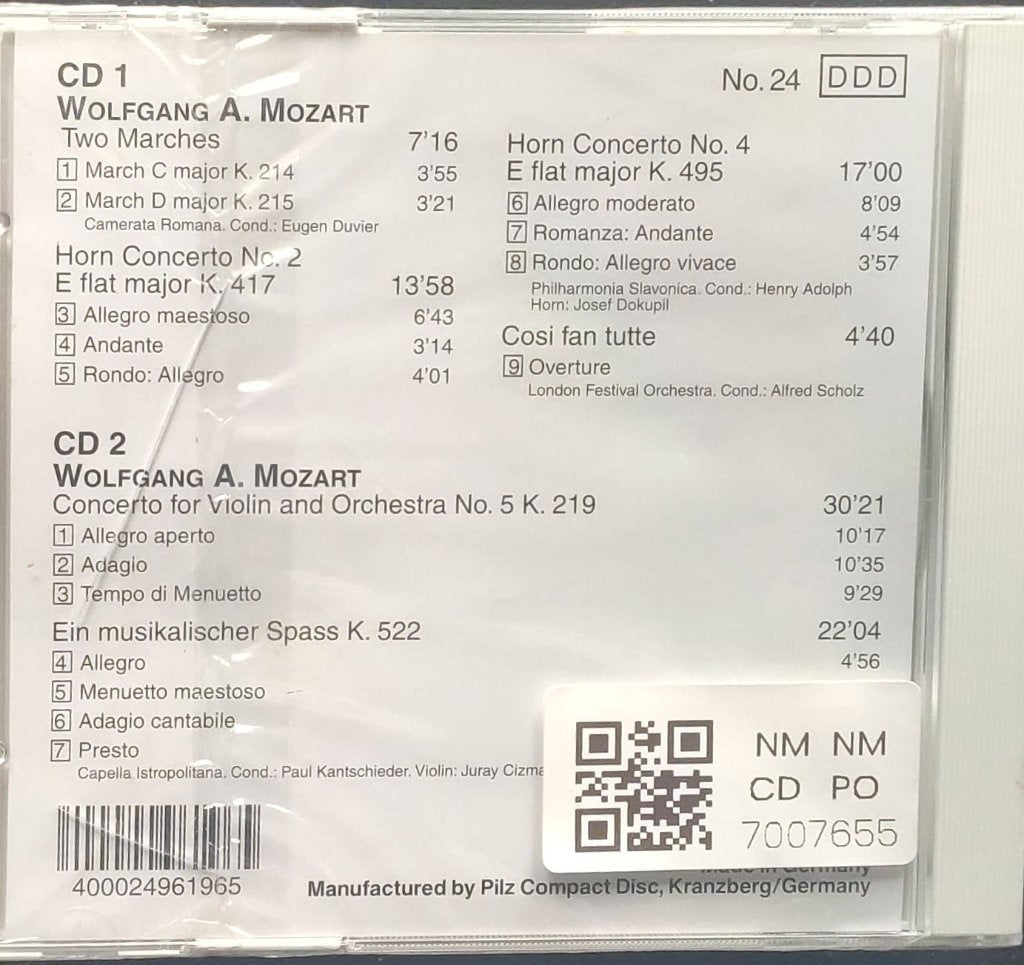 CD 1
WOLFGANG A. MOZART
Two Marches 7'16
1 March C major K. 214 3'55
2 March D major K. 215 3'21
Camerata Romana. Cond.: Eugen Duvier
Horn Concerto No. 2
E flat major K. 417 13'58
3 Allegro maestoso 6'43
4 Andante 3'14
5 Rondo: Allegro 4'01
No. 24 DDD
Horn Concerto No. 4
E flat major K. 495 17'00
6 Allegro moderato 8'09
7 Romanza: Andante 4'54
8 Rondo: Allegro vivace 3'57
Philharmonia Slavonica. Cond.: Henry Adolph
Horn: Josef Dokupil
Cosi fan tutte 4'40
9 Overture
London Festival Orchestra. Cond.: Alfred Scholz
CD 2
WOLFGANG A. MOZART
Concerto for Violin and Orchestra No. 5 K. 219 30'21
1 Allegro aperto 10'17
2 Adagio 10'35
3 Tempo di Menuetto 9'29
Ein musikalischer Spass K. 522 22'04
4 Allegro 4'56
5 Menuetto maestoso
6 Adagio cantabile
7 Presto
Capella Istropolitana. Cond.: Paul Kantschieder. Violin: Juray Cizma
NM NM
CD PO
7007655
400024961965
Made in Germany
Manufactured by Pilz Compact Disc, Kranzberg/Germany